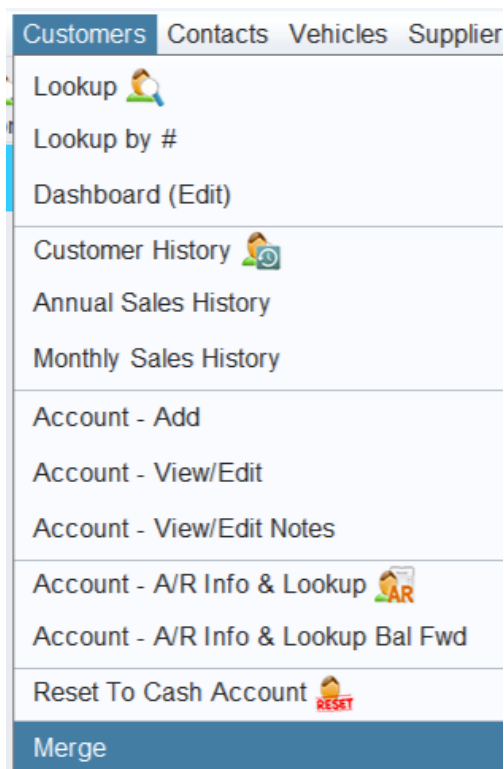 Customers Contacts Vehicles Supplier
Lookup
Lookup by #
Dashboard (Edit)
Customer History
Annual Sales History
Monthly Sales History
Account - Add
Account - View/Edit
Account - View/Edit Notes
Account - A/R Info & Lookup AR
Account - A/R Info & Lookup Bal Fwd
Reset To Cash Account RESET
Merge